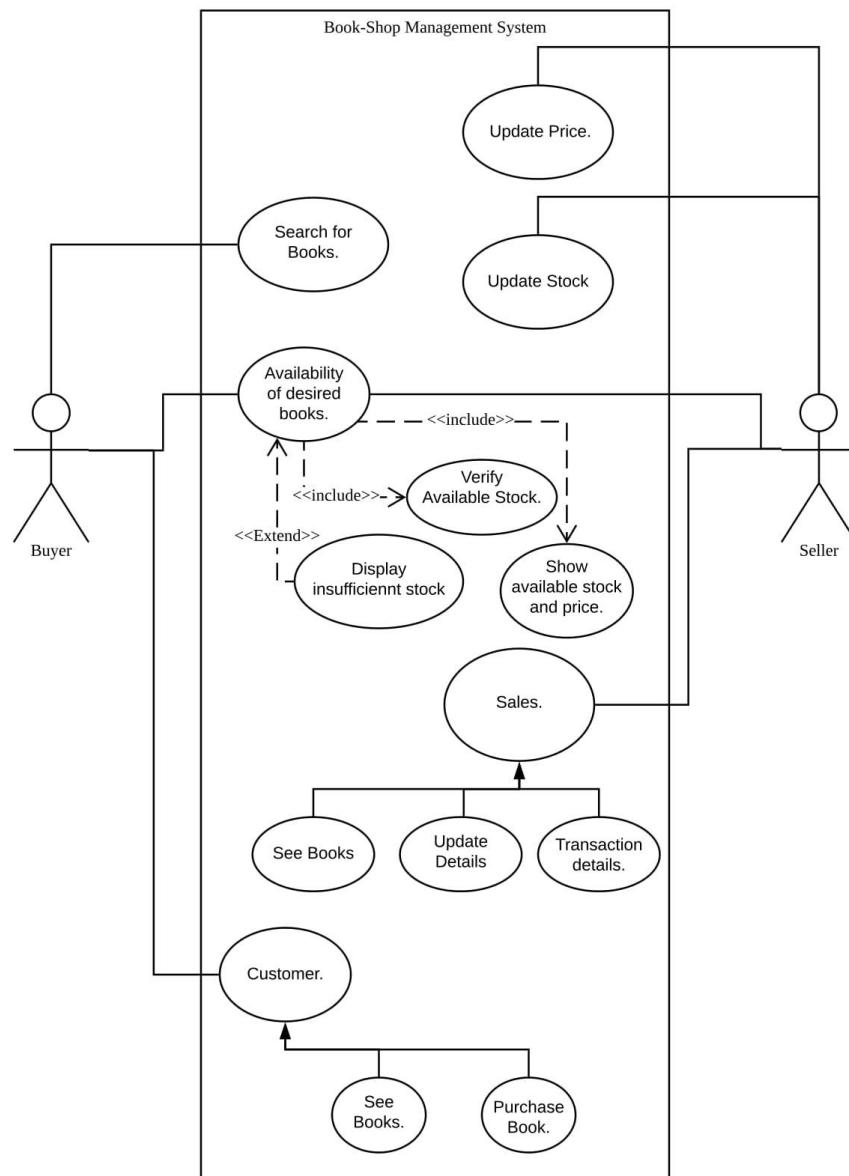 Book-Shop Management System
Update Price.
Search for
Books.
Update Stock
Availability
of desired
books.
<<include>>
Verify
Available Stock.
<<include>>
<<Extend>>
Buyer
Seller
Display
insufficiennt stock
Show
available stock
and price.
Sales.
See Books
Update
Details
Transaction
details.
Customer.
See
Books.
Purchase
Book.